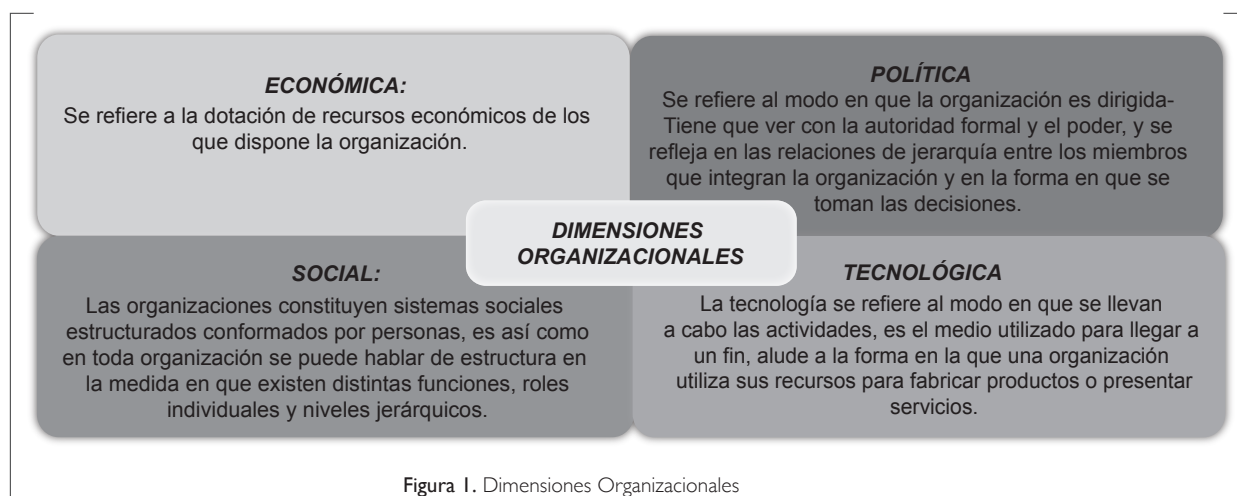 ECONÓMICA:
Se refiere a la dotación de recursos económicos de los
que dispone la organización.
POLÍTICA
Se refiere al modo en que la organización es dirigida-
Tiene que ver con la autoridad formal y el poder, y se
refleja en las relaciones de jerarquía entre los miembros
que integran la organización y en la forma en que se
toman las decisiones.
DIMENSIONES
ORGANIZACIONALES
SOCIAL:
Las organizaciones constituyen sistemas sociales
estructurados conformados por personas, es así como
en toda organización se puede hablar de estructura en
la medida en que existen distintas funciones, roles
individuales y niveles jerárquicos.
TECNOLÓGICA
La tecnología se refiere al modo en que se llevan
a cabo las actividades, es el medio utilizado para llegar a
un fin, alude a la forma en la que una organización
utiliza sus recursos para fabricar productos o presentar
servicios.
Figura 1. Dimensiones Organizacionales